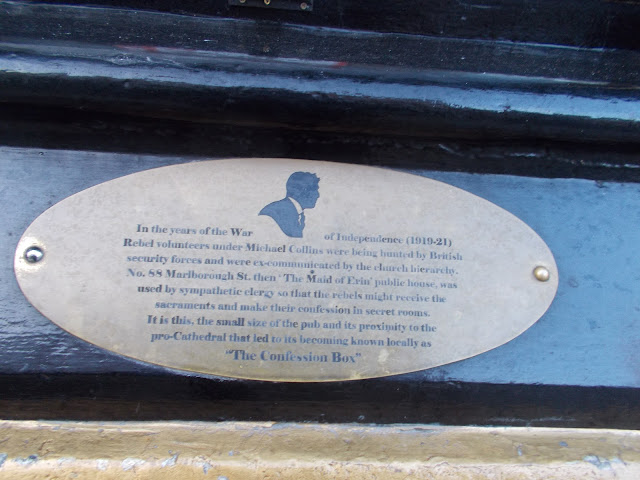 In the years of the War of Independence (1919-21)
Rebel volunteers under Michael Collins were being hunted by British
security forces and were ex-communicated by the church hierarchy.
No. 88 Marlborough St. then 'The Maid of Erin' public house, was
used by sympathetic clergy so that the rebels might receive the
sacraments and make their confession in secret rooms.
It is this, the small size of the pub and its proximity to the
pro-Cathedral that led to its becoming known locally as
"The Confession Box"